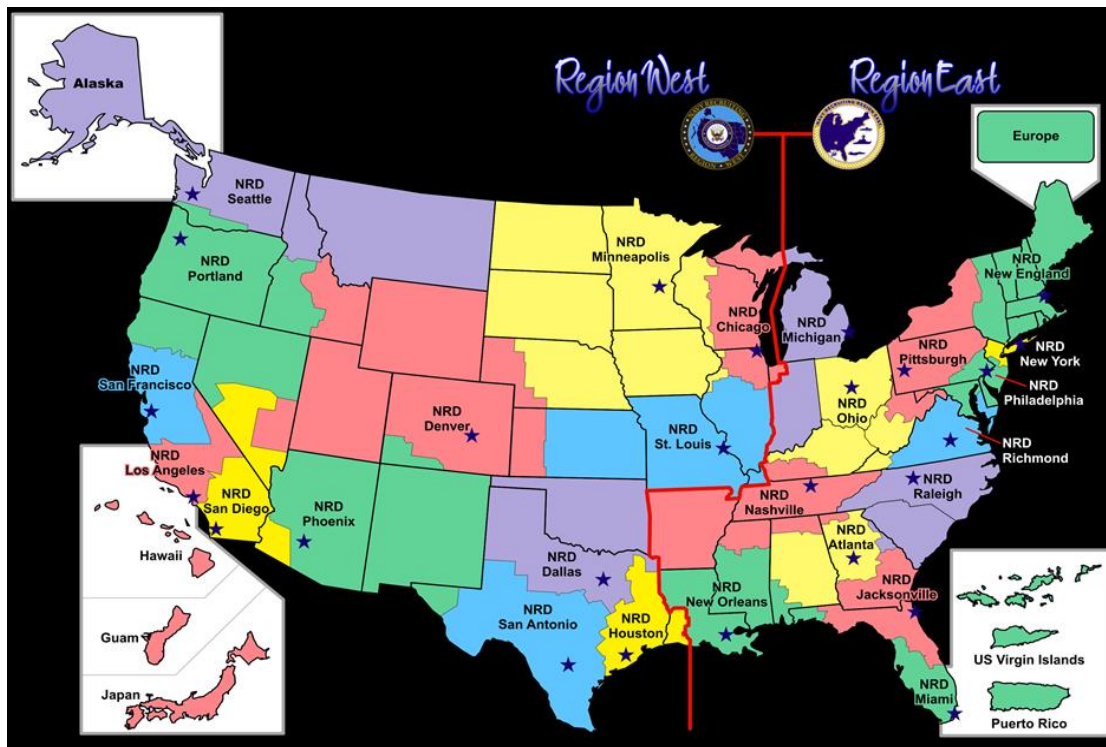 Alaska
Region West
Region East
Europe
NRD
Seattle
NRD
Portland
NRD
Minneapolis
NRD
Chicago
NRD
Michigan
NRD
New England
NRD
Pittsburgh
NRD
New York
NRD
Philadelphia
NRD
Ohio
NRD
San Francisco
NRD
Denver
NRD
St. Louis
NRD
Richmond
NRD
Los Angeles
NRD
San Diego
NRD
Phoenix
NRD
Nashville
NRD
Raleigh
NRD
Atlanta
NRD
Dallas
NRD
New Orleans
NRD
Jacksonville
NRD
San Antonio
NRD
Houston
NRD
Miami
Hawaii
Guam
Japan
US Virgin Islands
Puerto Rico